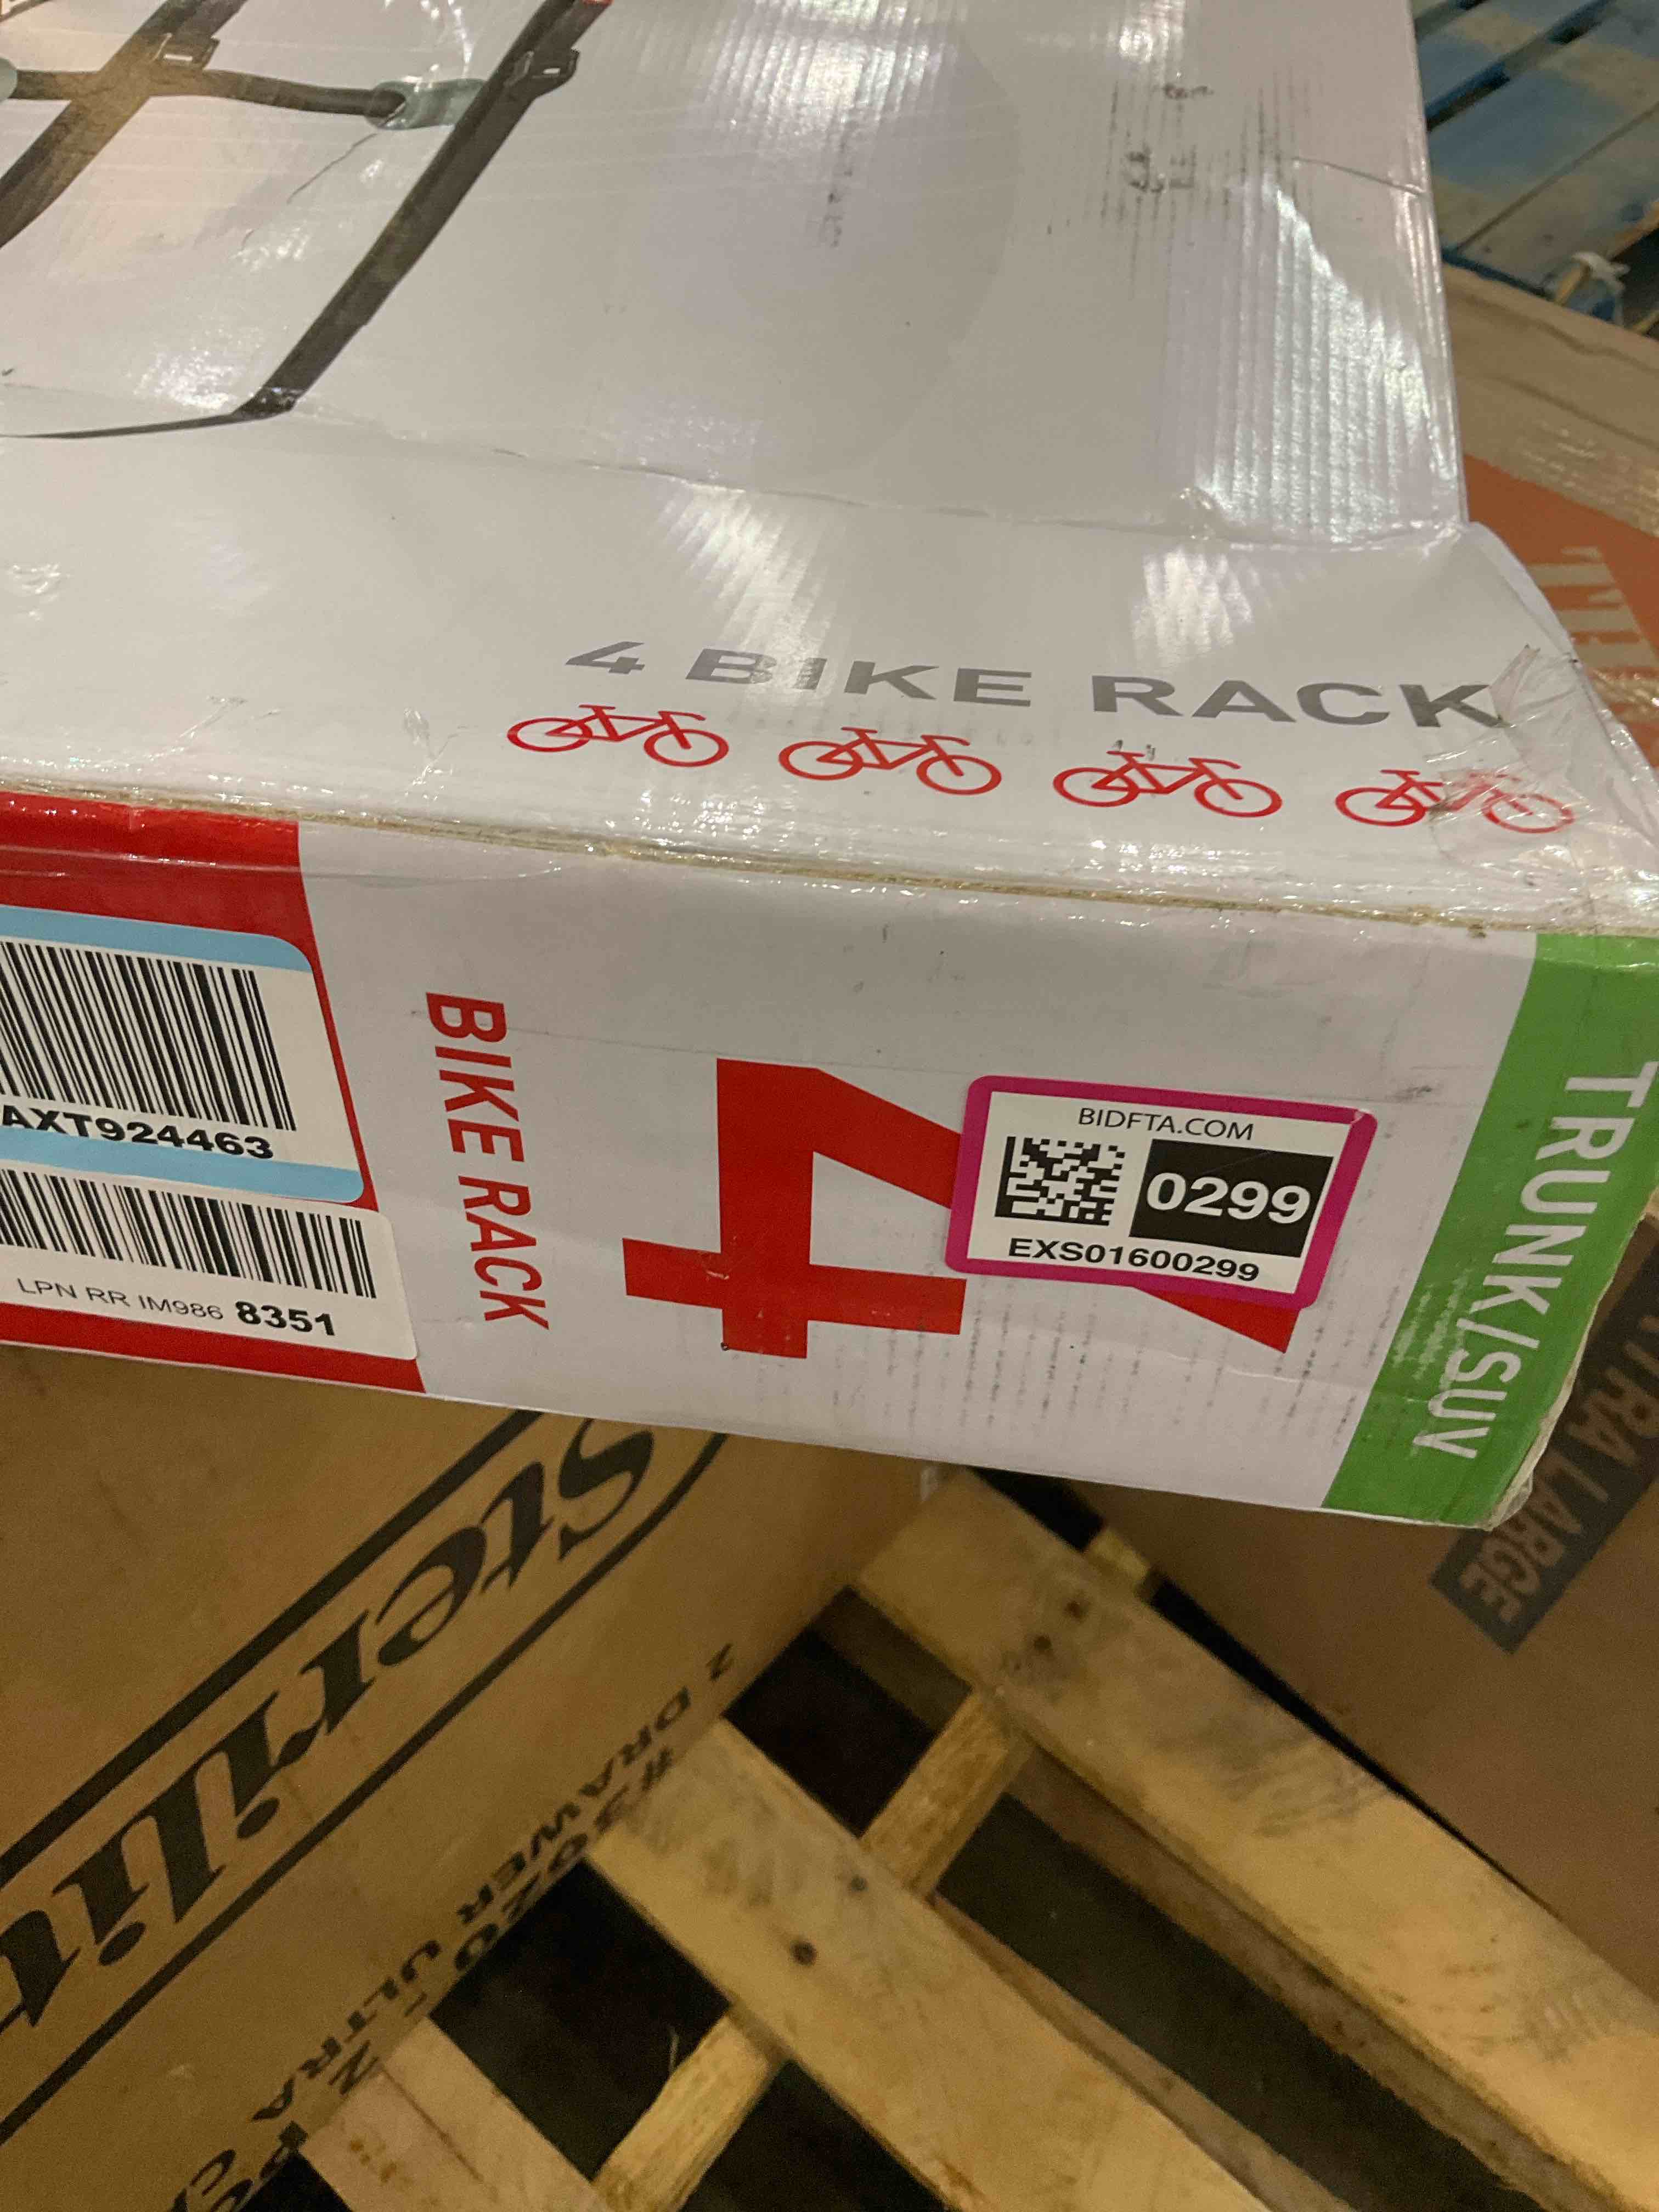 4 BIKE RACK
BIKE RACK
4
TRUNK/SUV
BIDFTA.COM
0299
EXS01600299
AXT924463
LPN RR IM986 8351
Sterilit
2 DRAWER ULTRA
TRA LARGE